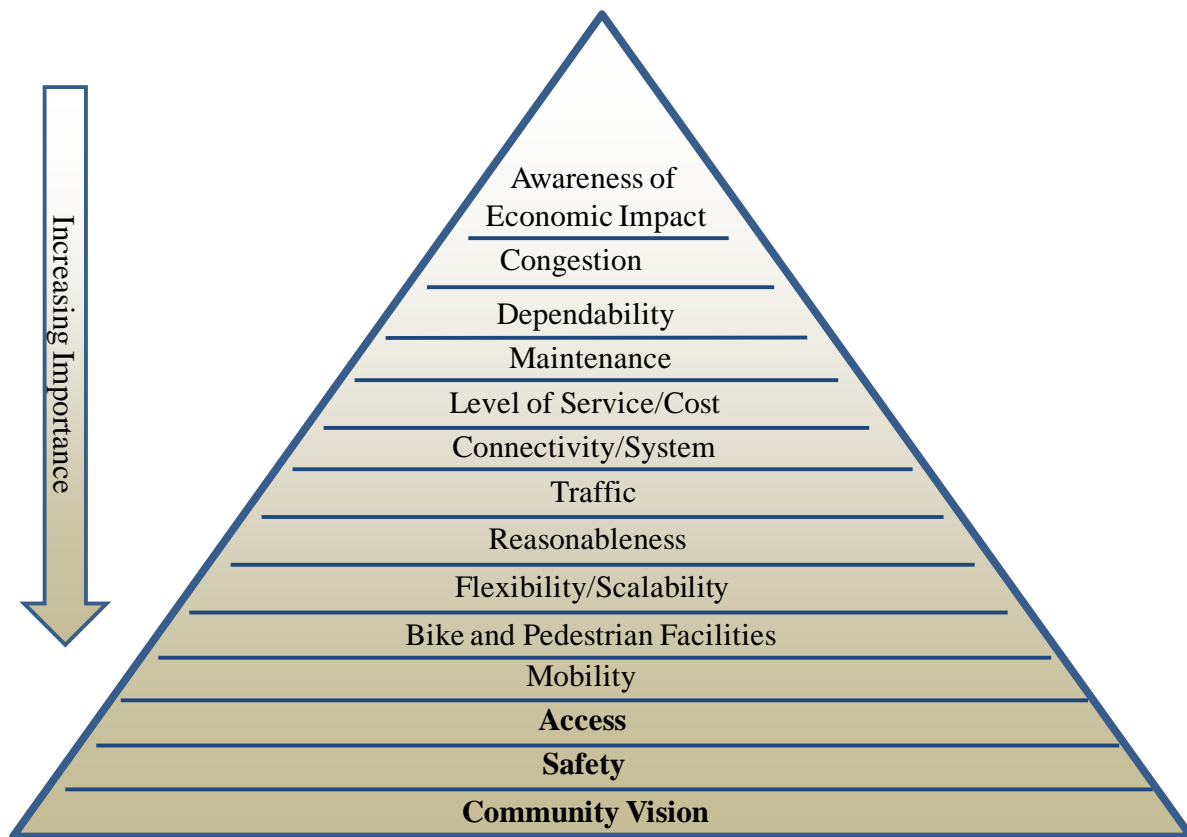 Increasing Importance
Awareness of
Economic Impact
Congestion
Dependability
Maintenance
Level of Service/Cost
Connectivity/System
Traffic
Reasonableness
Flexibility/Scalability
Bike and Pedestrian Facilities
Mobility
Access
Safety
Community Vision